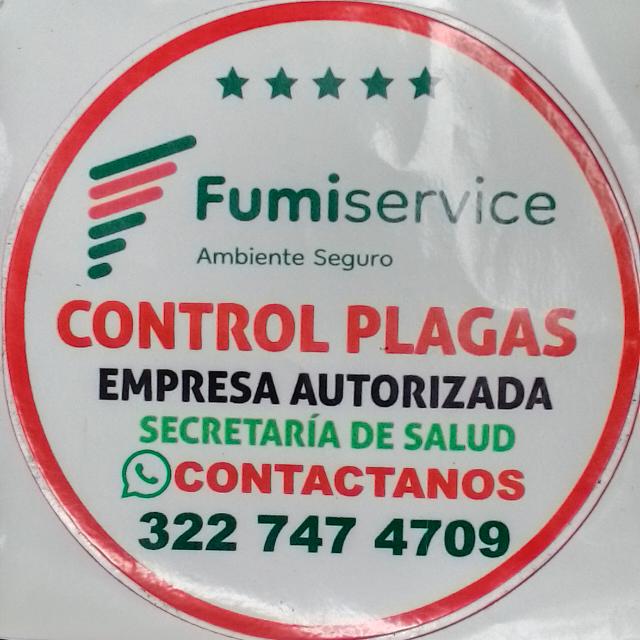 Fumiservice
Ambiente Seguro
CONTROL PLAGAS
EMPRESA AUTORIZADA
SECRETARÍA DE SALUD
CONTACTANOS
322 747 4709